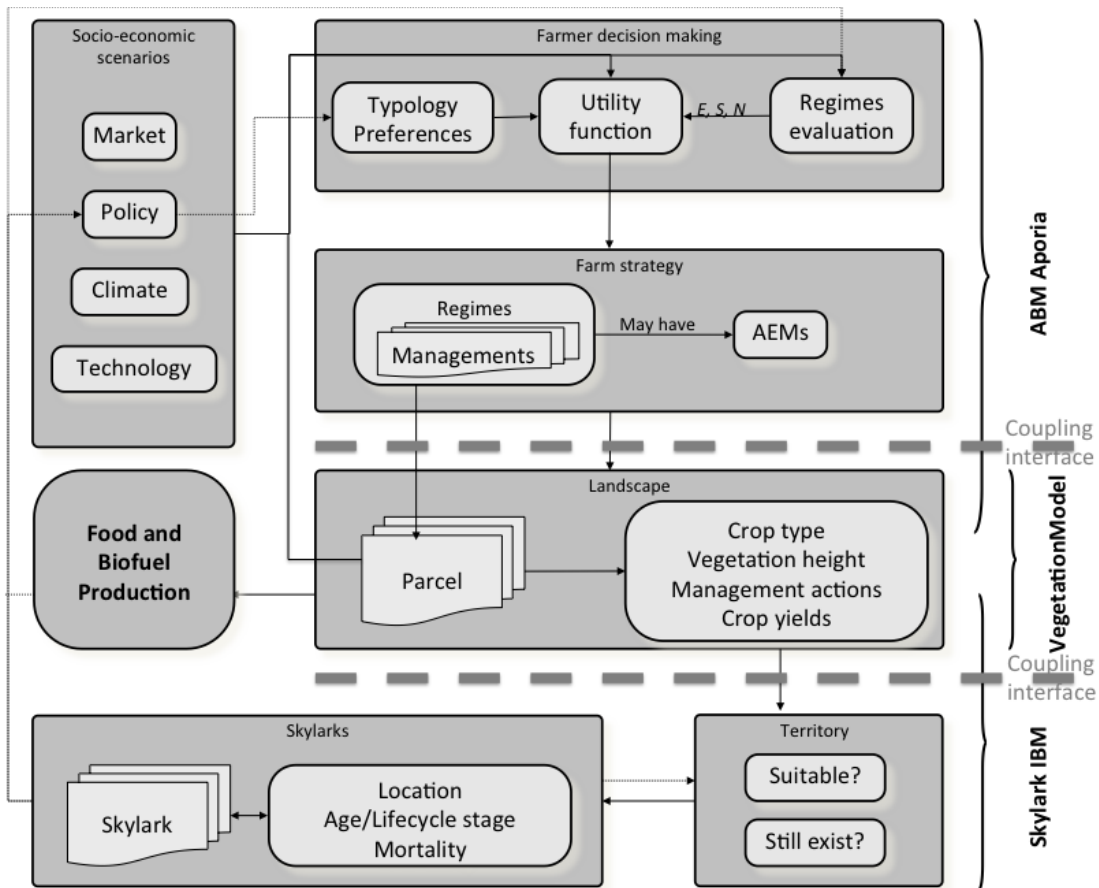 Socio-economic
scenarios
Market
Policy
Climate
Technology
Farmer decision making
Typology
Preferences
Utility
function
E, S, N
Regimes
evaluation
Farm strategy
Regimes
Managements
May have
AEMs
ABM Aporia
Coupling
interface
Food and
Biofuel
Production
Landscape
Parcel
Crop type
Vegetation height
Management actions
Crop yields
VegetationModel
Coupling
interface
Skylarks
Skylark
Location
Age/Lifecycle stage
Mortality
Territory
Suitable?
Still exist?
Skylark IBM